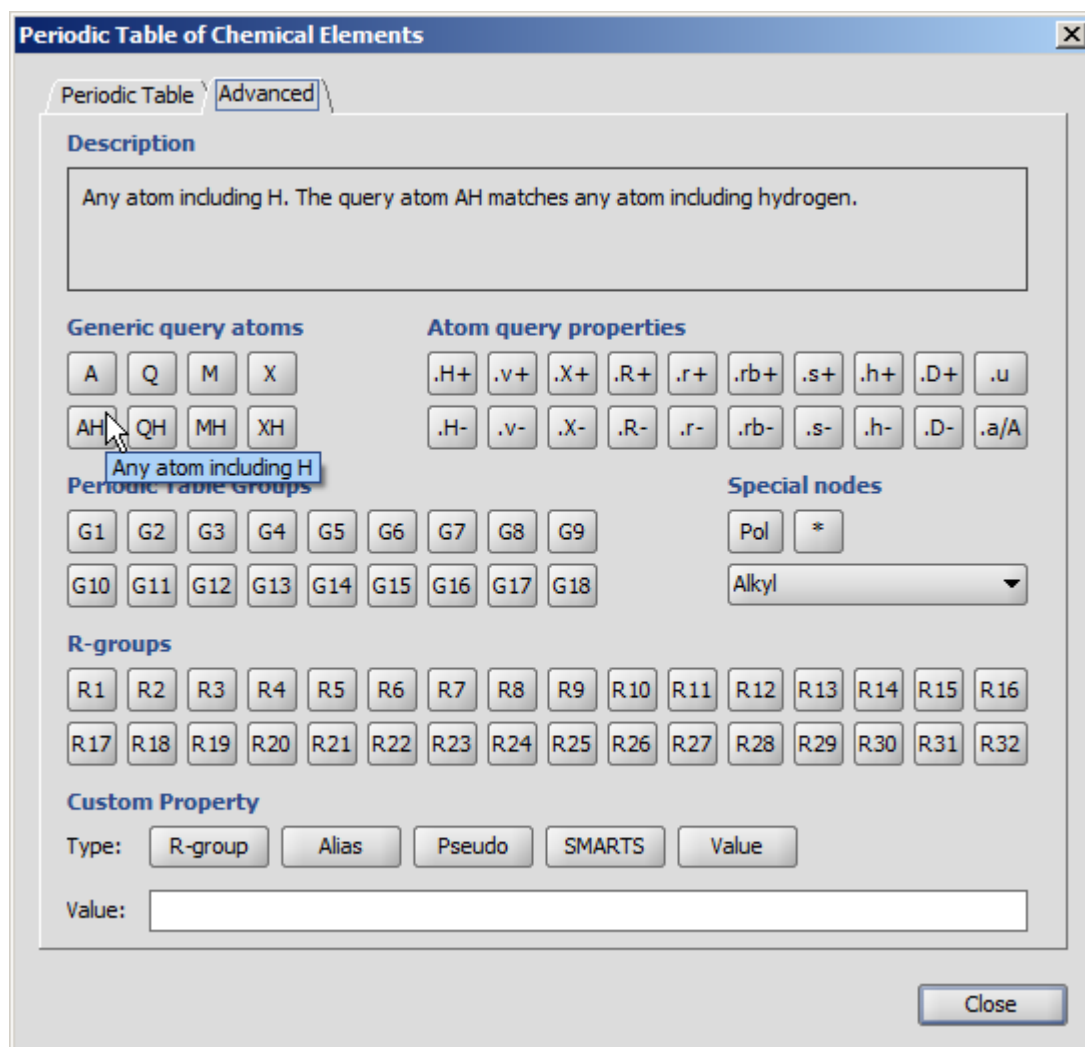 Periodic Table of Chemical Elements
Periodic Table Advanced
Description
Any atom including H. The query atom AH matches any atom including hydrogen.
Generic query atoms Atom query properties
A Q M X .H+ .v+ .X+ .R+ .r+ .rb+ .s+ .h+ .D+ .u
AH QH MH XH .H- .v- .X- .R- .r- .rb- .s- .h- .D- .a/A
Any atom including H
Periodic Table Groups Special nodes
G1 G2 G3 G4 G5 G6 G7 G8 G9 Pol *
G10 G11 G12 G13 G14 G15 G16 G17 G18 Alkyl
R-groups
R1 R2 R3 R4 R5 R6 R7 R8 R9 R10 R11 R12 R13 R14 R15 R16
R17 R18 R19 R20 R21 R22 R23 R24 R25 R26 R27 R28 R29 R30 R31 R32
Custom Property
Type: R-group Alias Pseudo SMARTS Value
Value:
Close